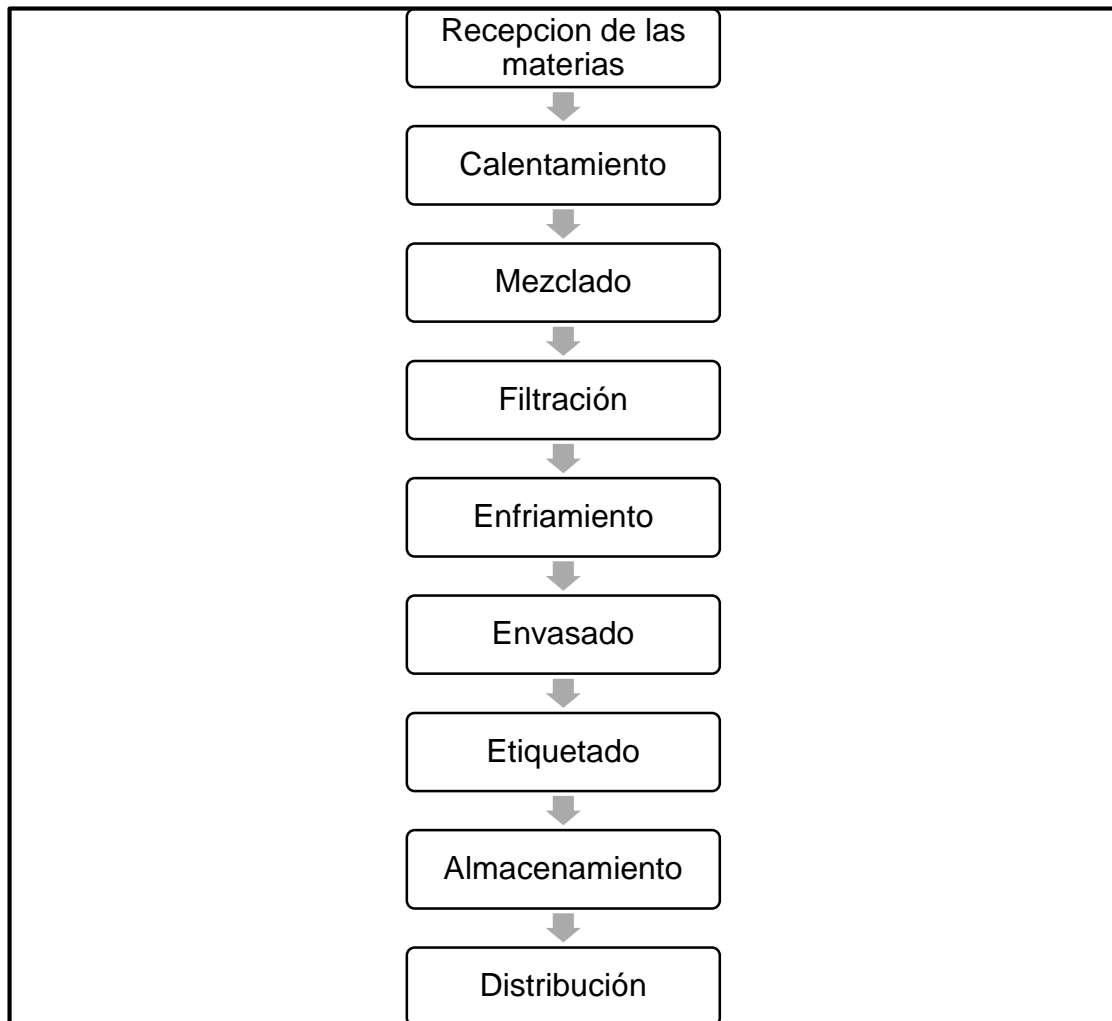 Recepcion de las
materias
Calentamiento
Mezclado
Filtración
Enfriamiento
Envasado
Etiquetado
Almacenamiento
Distribución